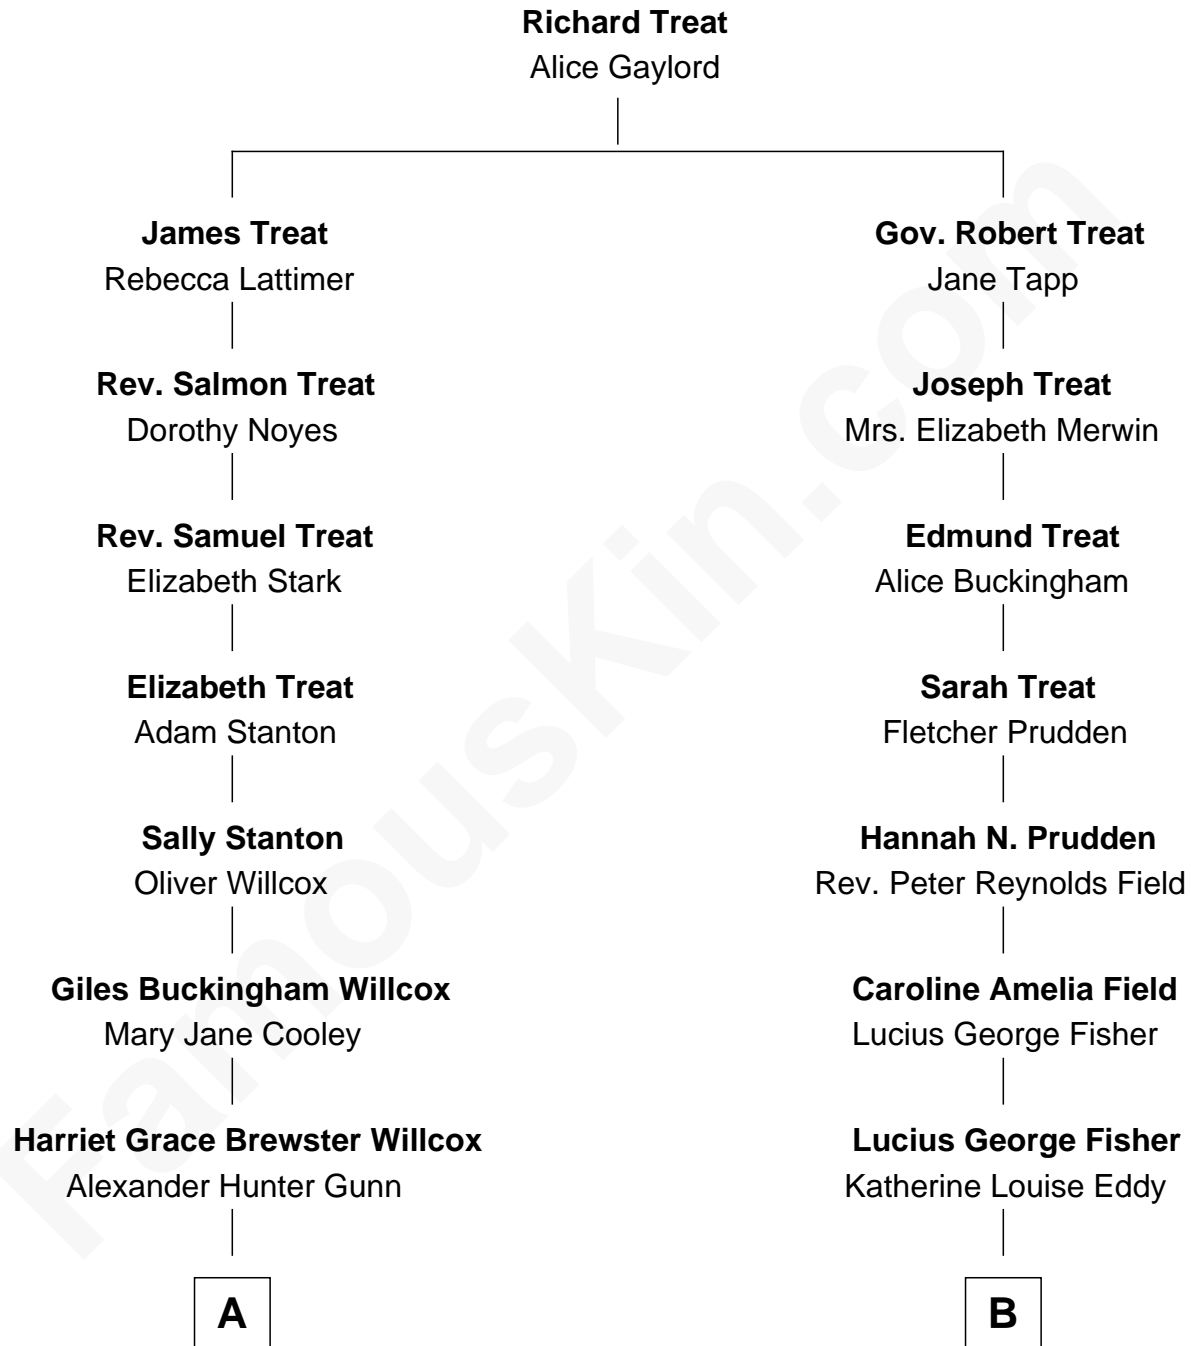 Richard Treat
Alice Gaylord
James Treat
Rebecca Lattimer
Gov. Robert Treat
Jane Tapp
Rev. Salmon Treat
Dorothy Noyes
Joseph Treat
Mrs. Elizabeth Merwin
Rev. Samuel Treat
Elizabeth Stark
Edmund Treat
Alice Buckingham
Elizabeth Treat
Adam Stanton
Sarah Treat
Fletcher Prudden
Sally Stanton
Oliver Willcox
Hannah N. Prudden
Rev. Peter Reynolds Field
Giles Buckingham Willcox
Mary Jane Cooley
Caroline Amelia Field
Lucius George Fisher
Harriet Grace Brewster Willcox
Alexander Hunter Gunn
Lucius George Fisher
Katherine Louise Eddy
A
B
FamousKin.com